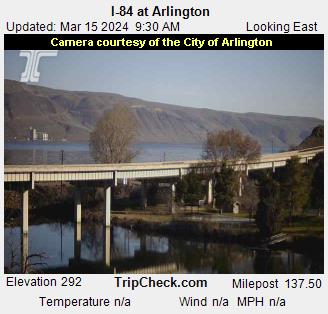 I-84 at Arlington
Updated: Mar 15 2024 9:30 AM Looking East
Camera courtesy of the City of Arlington
Elevation 292 TripCheck.com Milepost 137.50
Temperature n/a Wind n/a MPH n/a